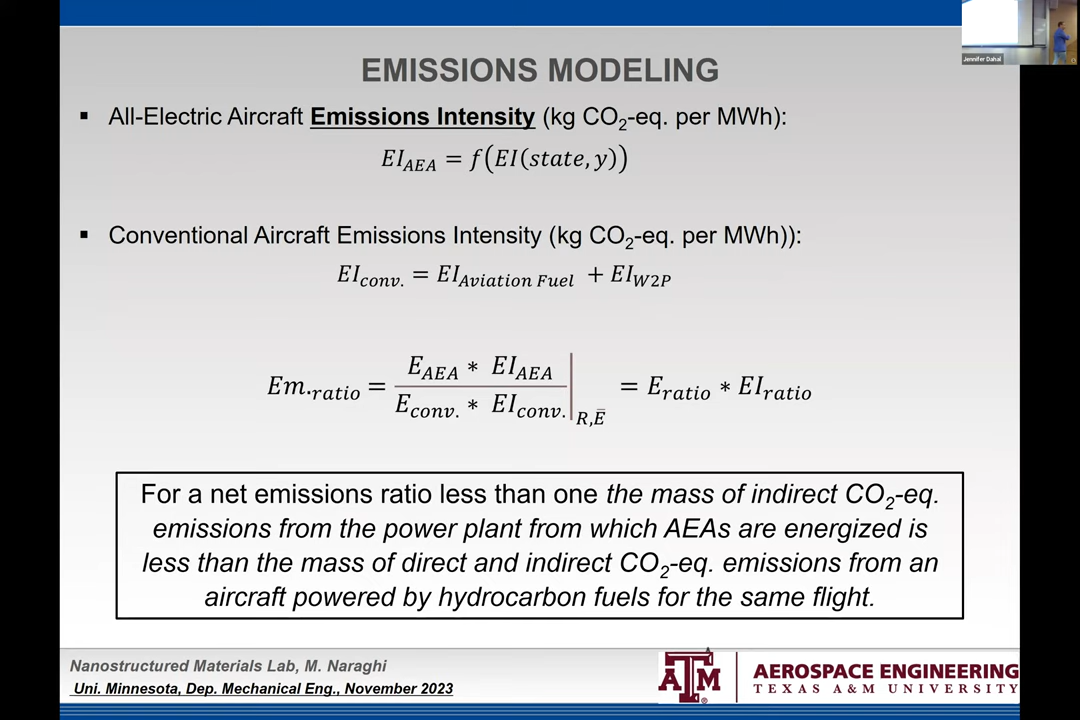 EMISSIONS MODELING
▪ All-Electric Aircraft Emissions Intensity (kg CO₂-eq. per MWh):
EI_AEA = f(EI(state, y))
▪ Conventional Aircraft Emissions Intensity (kg CO₂-eq. per MWh)):
EI_conv. = EI_Aviation Fuel + EI_W2P
Em._ratio = (E_AEA * EI_AEA) / (E_conv. * EI_conv.) |_R,Ē = E_ratio * EI_ratio
For a net emissions ratio less than one the mass of indirect CO₂-eq.
emissions from the power plant from which AEAs are energized is
less than the mass of direct and indirect CO₂-eq. emissions from an
aircraft powered by hydrocarbon fuels for the same flight.
Nanostructured Materials Lab, M. Naraghi
Uni. Minnesota, Dep. Mechanical Eng., November 2023
ATM
®
AEROSPACE ENGINEERING
TEXAS A&M UNIVERSITY
Jennifer Dahal